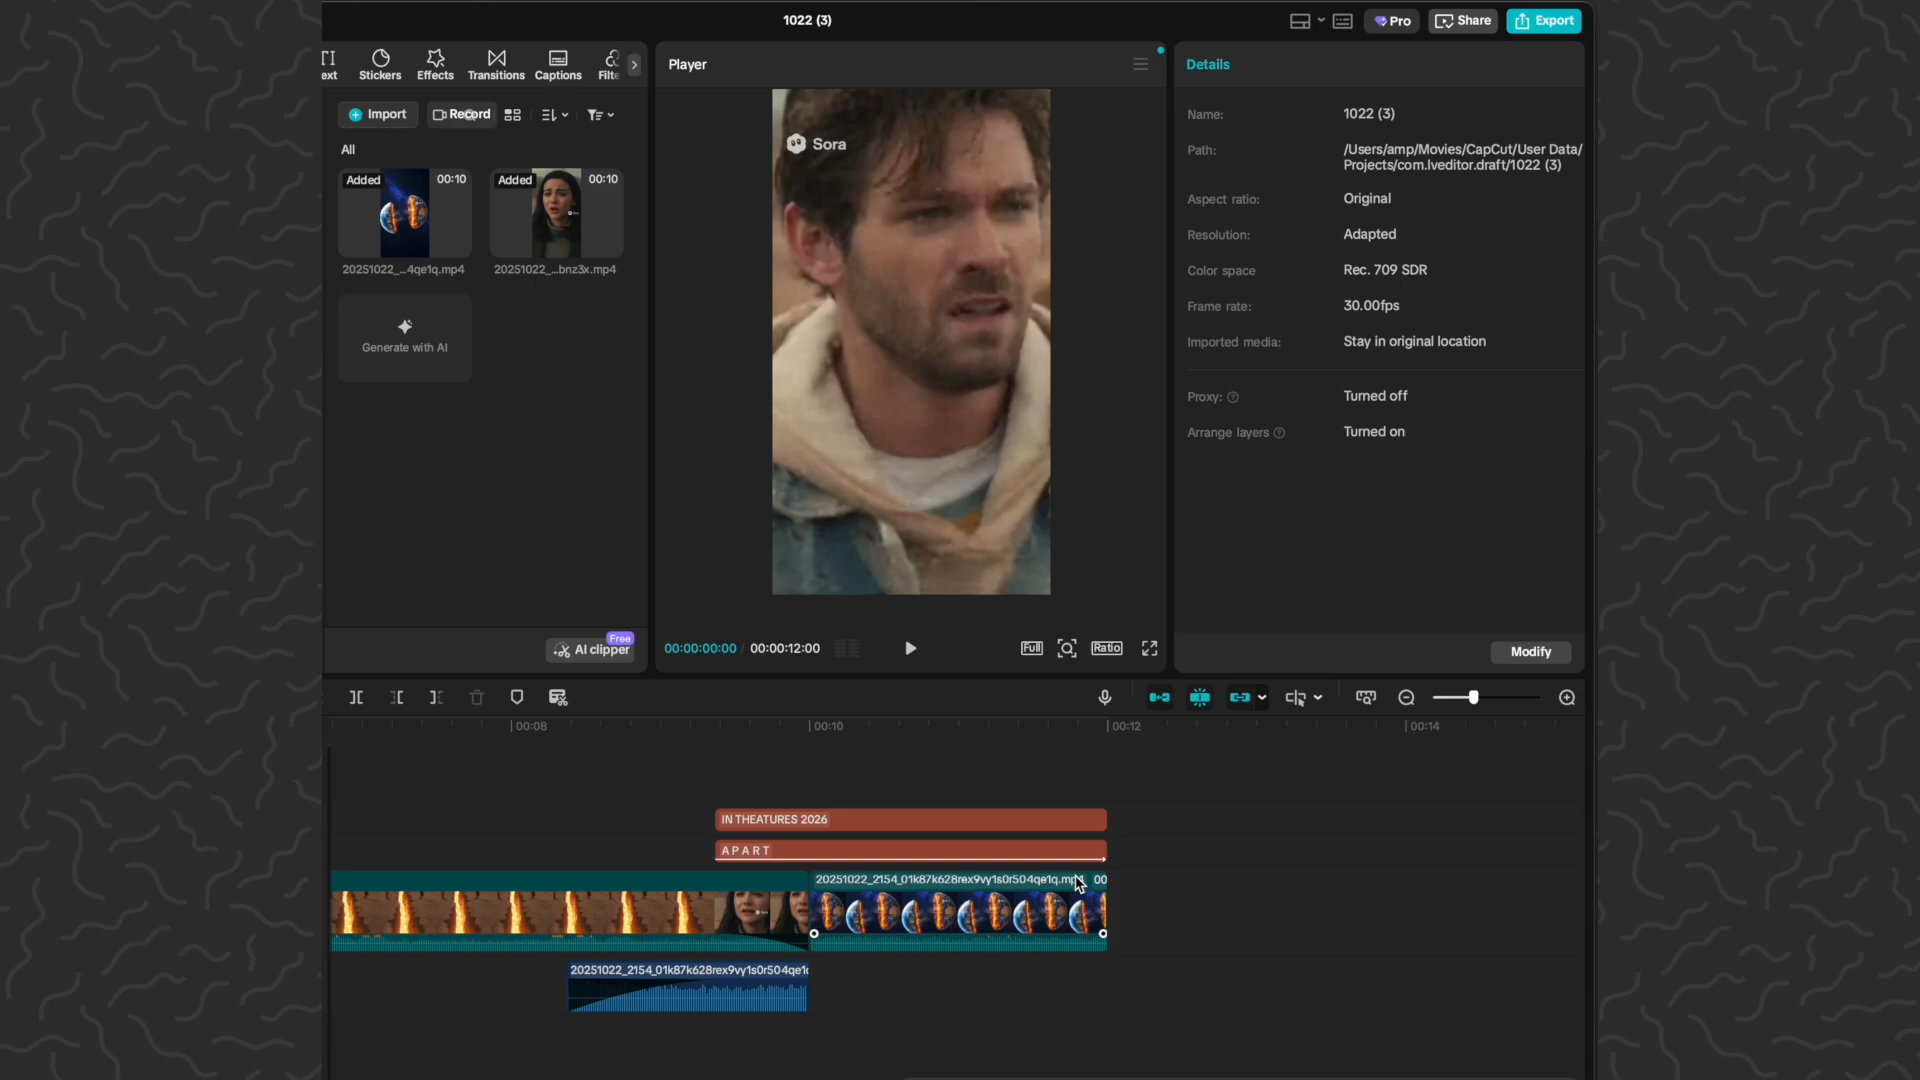 1022 (3)
Pro
Share
Export
ext
Stickers
Effects
Transitions
Captions
Filte
Player
Details
Import
Record
All
Added
00:10
Added
00:10
20251022_...4qe1q.mp4
20251022_...bnz3x.mp4
Generate with AI
Sora
Name:
1022 (3)
Path:
/Users/amp/Movies/CapCut/User Data/
Projects/com.lveditor.draft/1022 (3)
Aspect ratio:
Original
Resolution:
Adapted
Color space
Rec. 709 SDR
Frame rate:
30.00fps
Imported media:
Stay in original location
Proxy:
Turned off
Arrange layers
Turned on
Free
AI clipper
00:00:00:00 / 00:00:12:00
Full
Ratio
Modify
00:08
00:10
00:12
00:14
IN THEATURES 2026
A P A R T
20251022_2154_01k87k628rex9vy1s0r504qe1q.mp4 00
20251022_2154_01k87k628rex9vy1s0r504qe1q